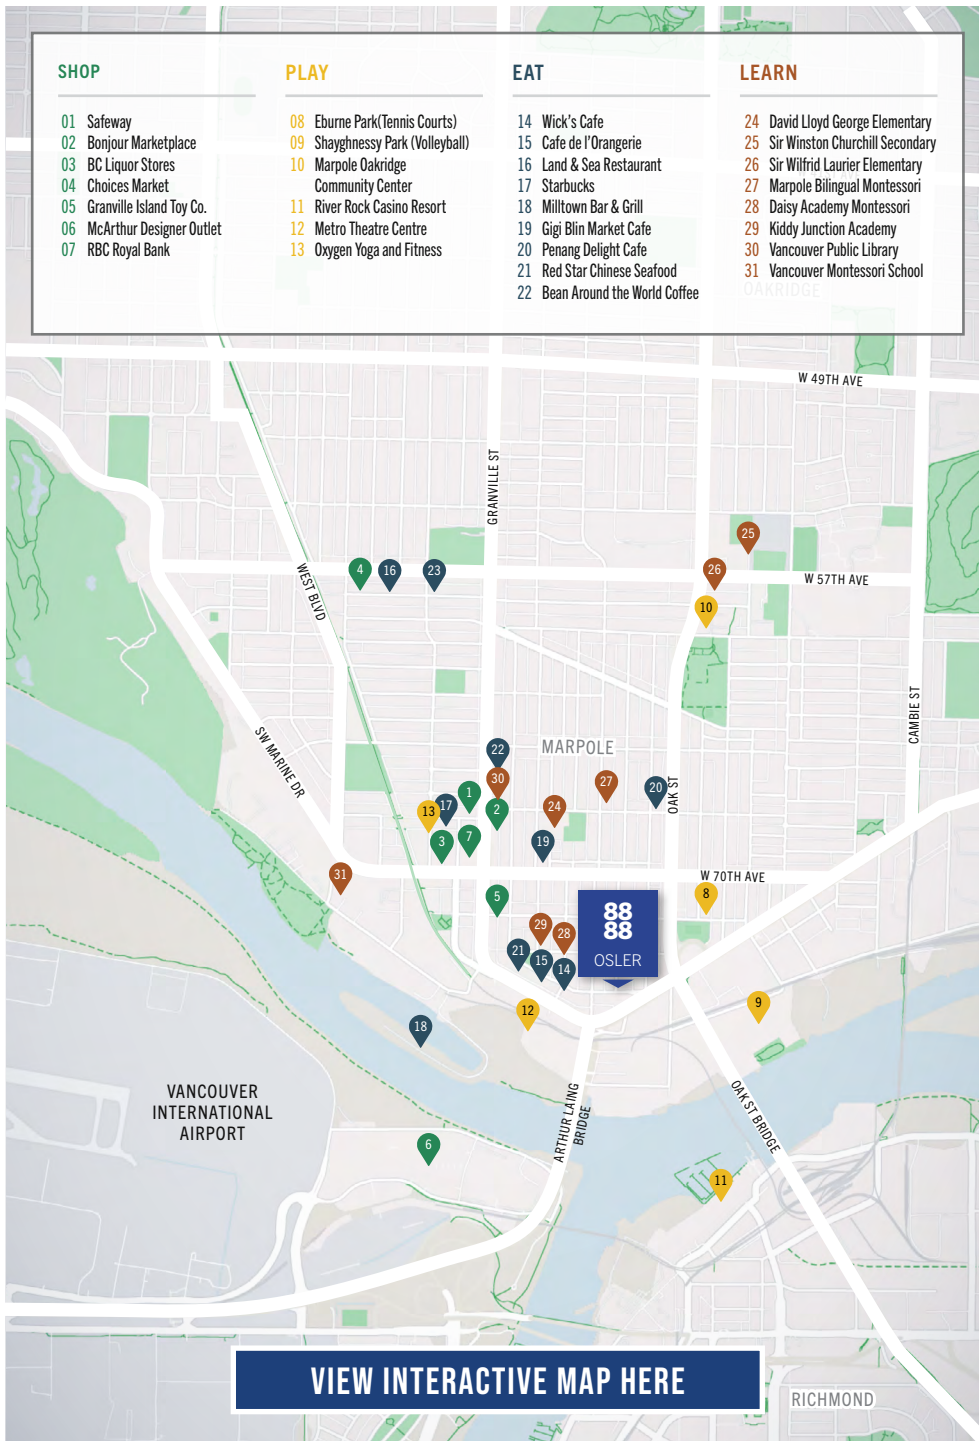 SHOP
01 Safeway
02 Bonjour Marketplace
03 BC Liquor Stores
04 Choices Market
05 Granville Island Toy Co.
06 McArthur Designer Outlet
07 RBC Royal Bank
PLAY
08 Eburne Park(Tennis Courts)
09 Shayghnessy Park (Volleyball)
10 Marpole Oakridge
Community Center
11 River Rock Casino Resort
12 Metro Theatre Centre
13 Oxygen Yoga and Fitness
EAT
14 Wick's Cafe
15 Cafe de l'Orangerie
16 Land & Sea Restaurant
17 Starbucks
18 Milltown Bar & Grill
19 Gigi Blin Market Cafe
20 Penang Delight Cafe
21 Red Star Chinese Seafood
22 Bean Around the World Coffee
LEARN
24 David Lloyd George Elementary
25 Sir Winston Churchill Secondary
26 Sir Wilfrid Laurier Elementary
27 Marpole Bilingual Montessori
28 Daisy Academy Montessori
29 Kiddy Junction Academy
30 Vancouver Public Library
31 Vancouver Montessori School
OAKRIDGE
W 49TH AVE
GRANVILLE ST
25
4
16
23
26
W 57TH AVE
WEST BLVD
10
CAMBIE ST
SW MARINE DR
22
MARPOLE
30
27
20
OAK ST
1
17
13
2
24
3
7
19
31
W 70TH AVE
8
5
88
88
OSLER
29
28
21
15
14
9
12
18
VANCOUVER
INTERNATIONAL
AIRPORT
ARTHUR LAING
BRIDGE
OAK ST BRIDGE
6
11
VIEW INTERACTIVE MAP HERE
RICHMOND